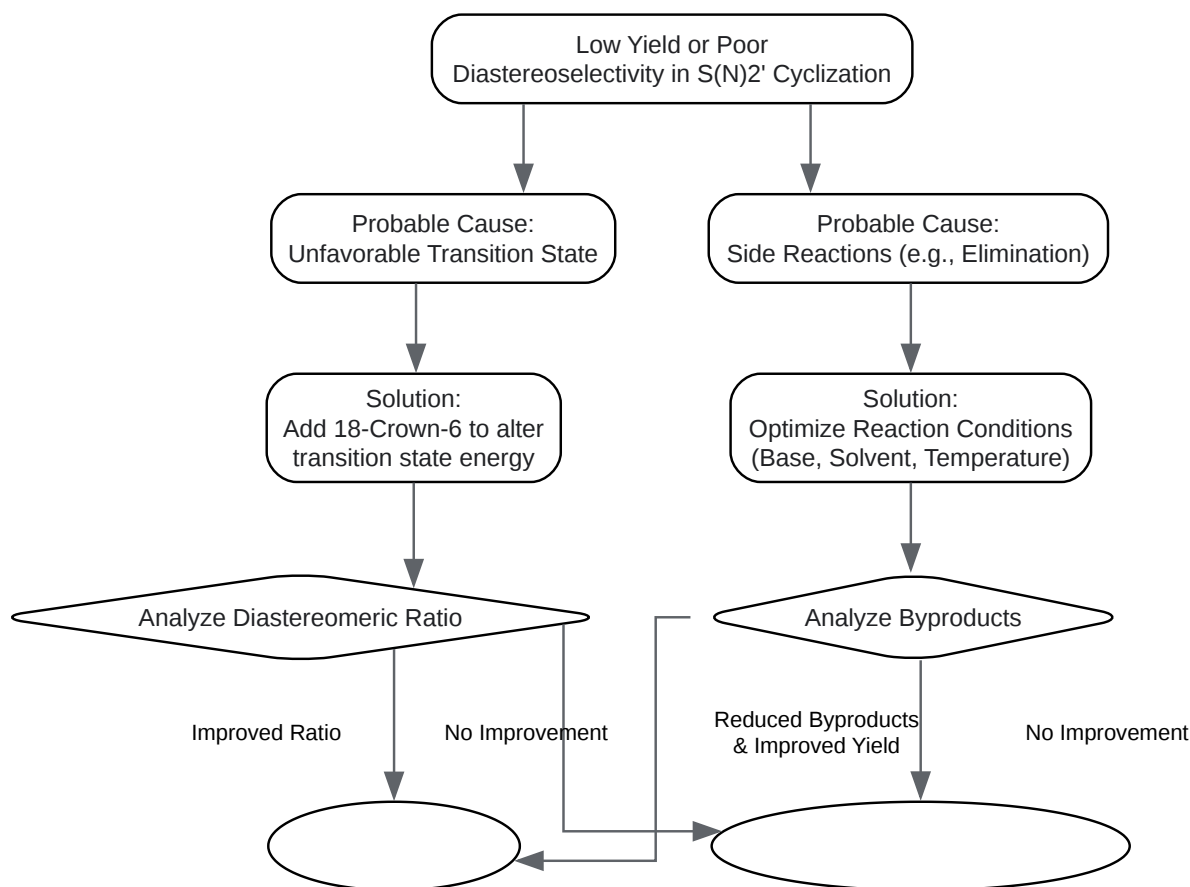 Low Yield or Poor
Diastereoselectivity in S(N)2' Cyclization
Probable Cause:
Unfavorable Transition State
Probable Cause:
Side Reactions (e.g., Elimination)
Solution:
Add 18-Crown-6 to alter
transition state energy
Solution:
Optimize Reaction Conditions
(Base, Solvent, Temperature)
Analyze Diastereomeric Ratio
Analyze Byproducts
Improved Ratio
No Improvement
Reduced Byproducts
& Improved Yield
No Improvement